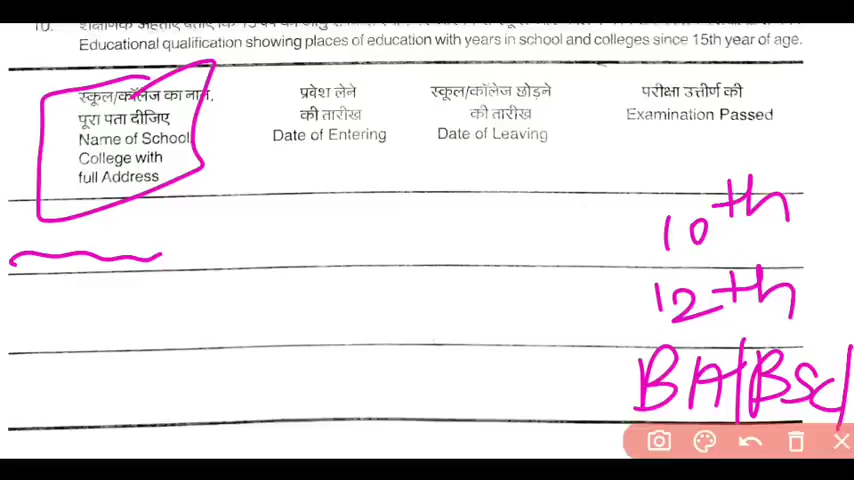 10.
Educational qualification showing places of education with years in school and colleges since 15th year of age.
स्कूल/कॉलेज का नाम,
पूरा पता दीजिए
Name of School
College with
full Address
प्रवेश लेने
की तारीख
Date of Entering
स्कूल/कॉलेज छोड़ने
की तारीख
Date of Leaving
परीक्षा उत्तीर्ण की
Examination Passed
10th
12th
BA/BSc/